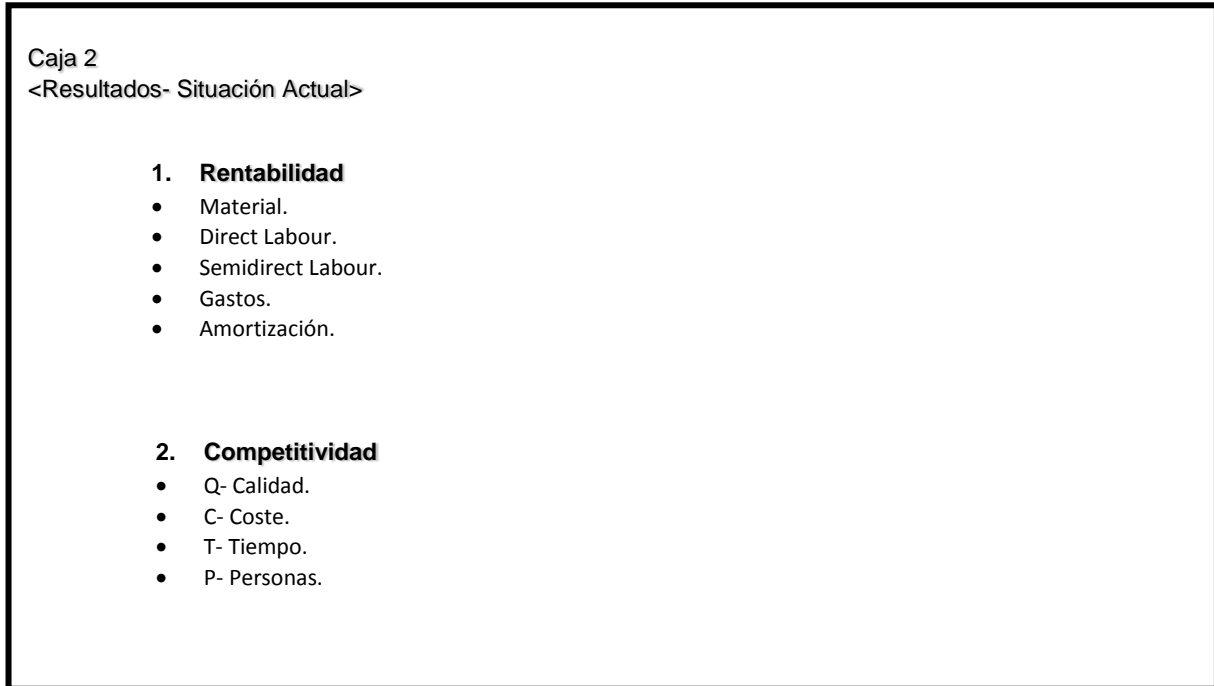 Caja 2
<Resultados- Situación Actual>
1. Rentabilidad
• Material.
• Direct Labour.
• Semidirect Labour.
• Gastos.
• Amortización.
2. Competitividad
• Q- Calidad.
• C- Coste.
• T- Tiempo.
• P- Personas.